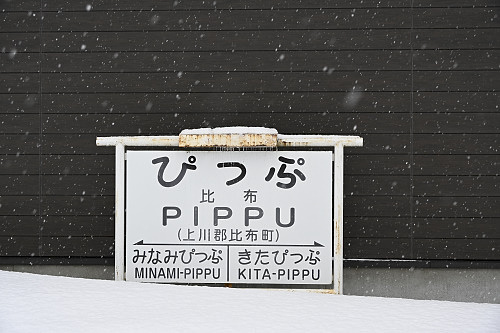 ぴっぷ
比布
PIPPU
(上川郡比布町)
みなみぴっぷ きたぴっぷ
MINAMI-PIPPU KITA-PIPPU